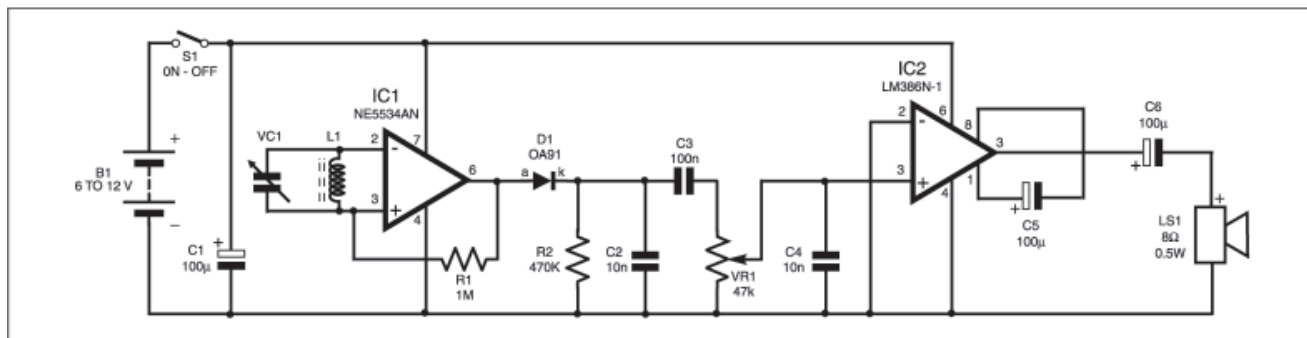 S1
0N - OFF
B1
6 TO 12 V
+
−
C1
100µ
+
VC1
L1
IC1
NE5534AN
2
-
3
+
7
4
6
R1
1M
D1
OA91
a
k
R2
470K
C2
10n
C3
100n
VR1
47k
C4
10n
IC2
LM386N-1
2
-
3
+
6
8
3
1
4
+
C5
100µ
C6
100µ
+
LS1
8Ω
0.5W
+